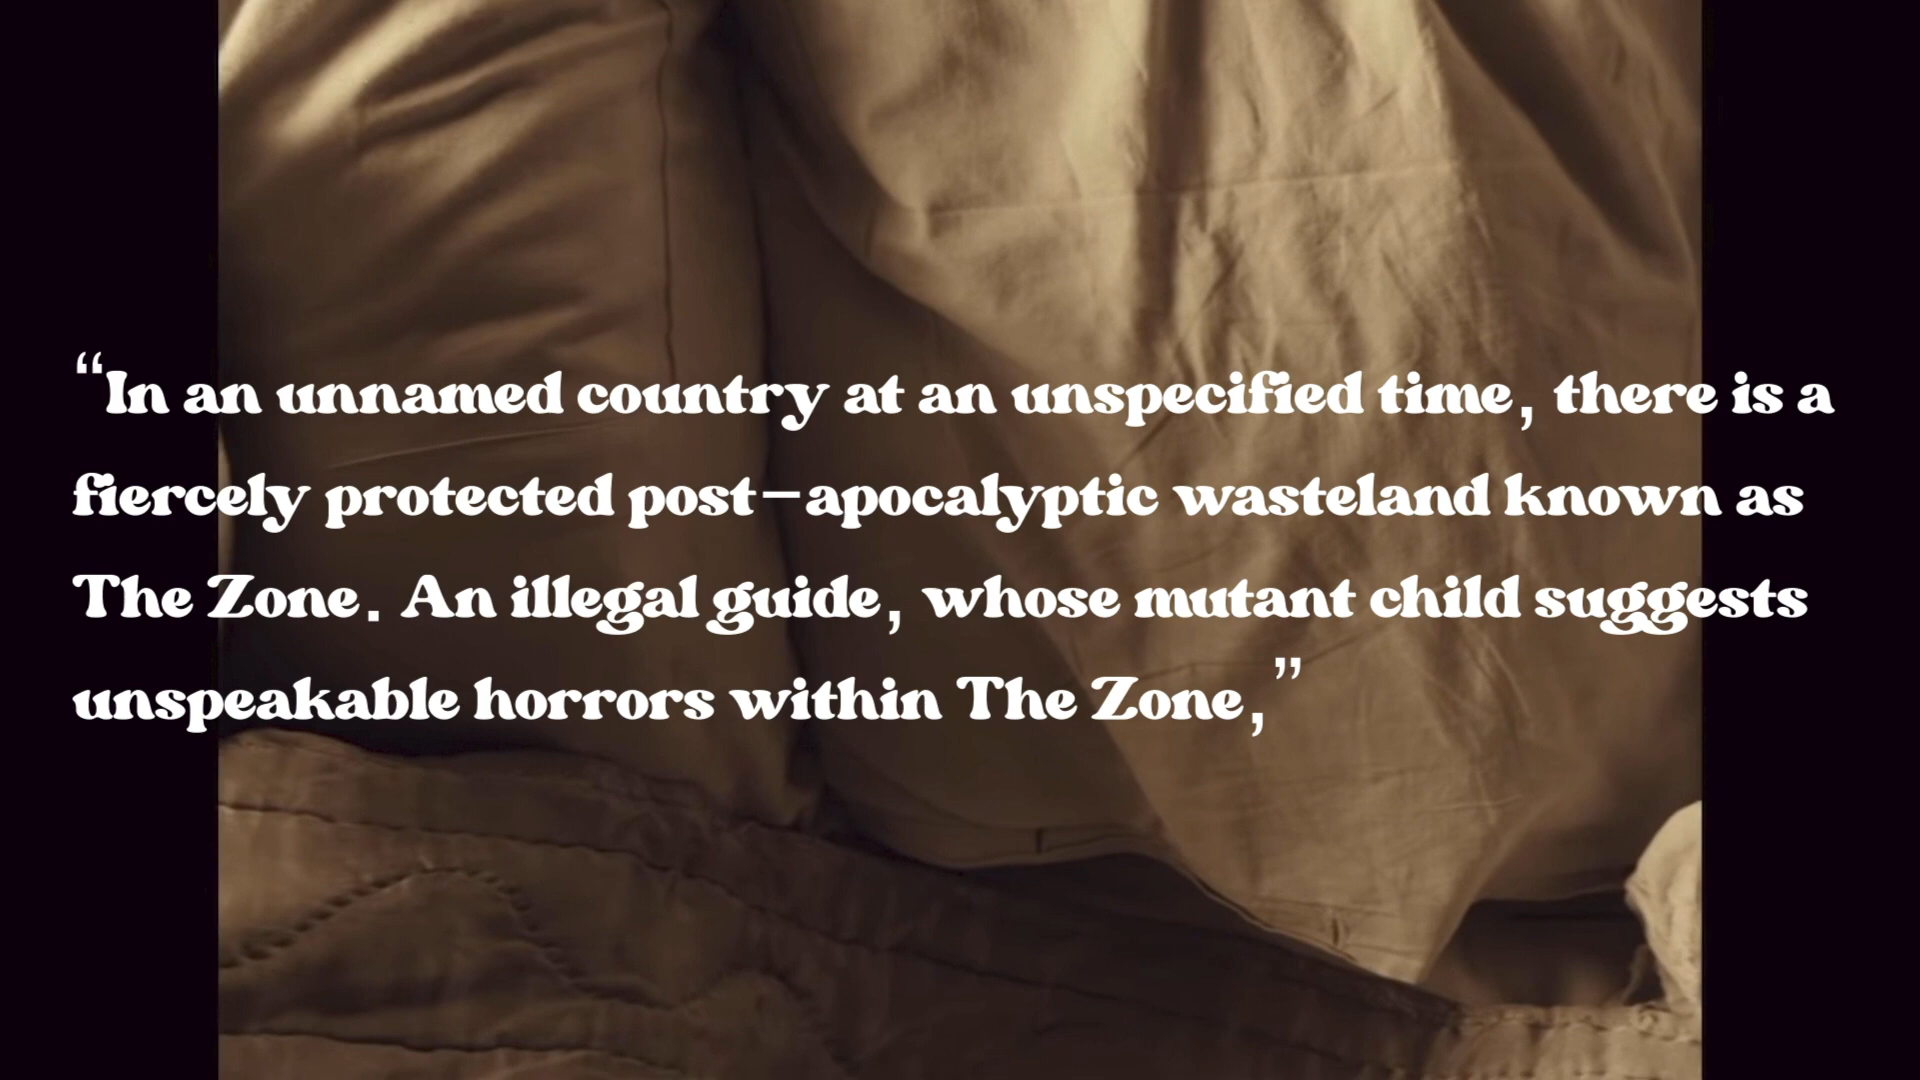 “In an unnamed country at an unspecified time, there is a
fiercely protected post-apocalyptic wasteland known as
The Zone. An illegal guide, whose mutant child suggests
unspeakable horrors within The Zone,”